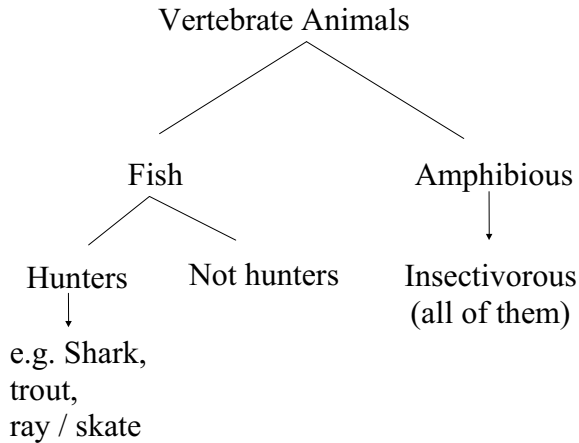 Vertebrate Animals
Fish
Amphibious
Hunters
Not hunters
Insectivorous
(all of them)
e.g. Shark,
trout,
ray / skate